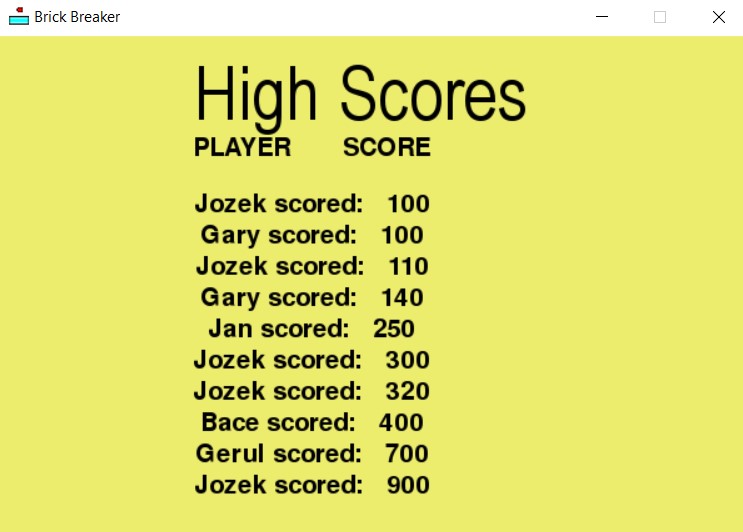 Brick Breaker
High Scores
PLAYER SCORE
Jozek scored: 100
Gary scored: 100
Jozek scored: 110
Gary scored: 140
Jan scored: 250
Jozek scored: 300
Jozek scored: 320
Bace scored: 400
Gerul scored: 700
Jozek scored: 900